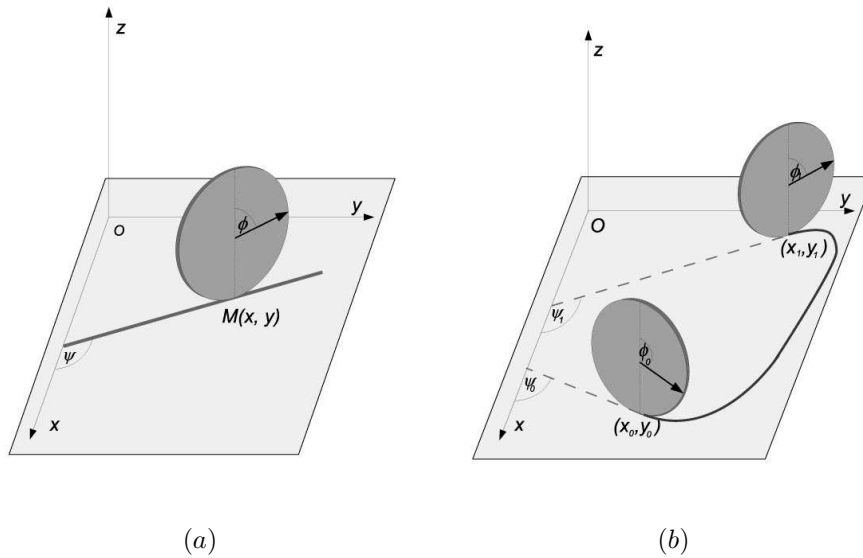 z
z
ϕ
y
o
ϕ₁
y
O
M(x, y)
(x₁,y₁)
ψ
ψ₁
ϕ₀
ψ₀
x
x
(x₀,y₀)
(a)
(b)